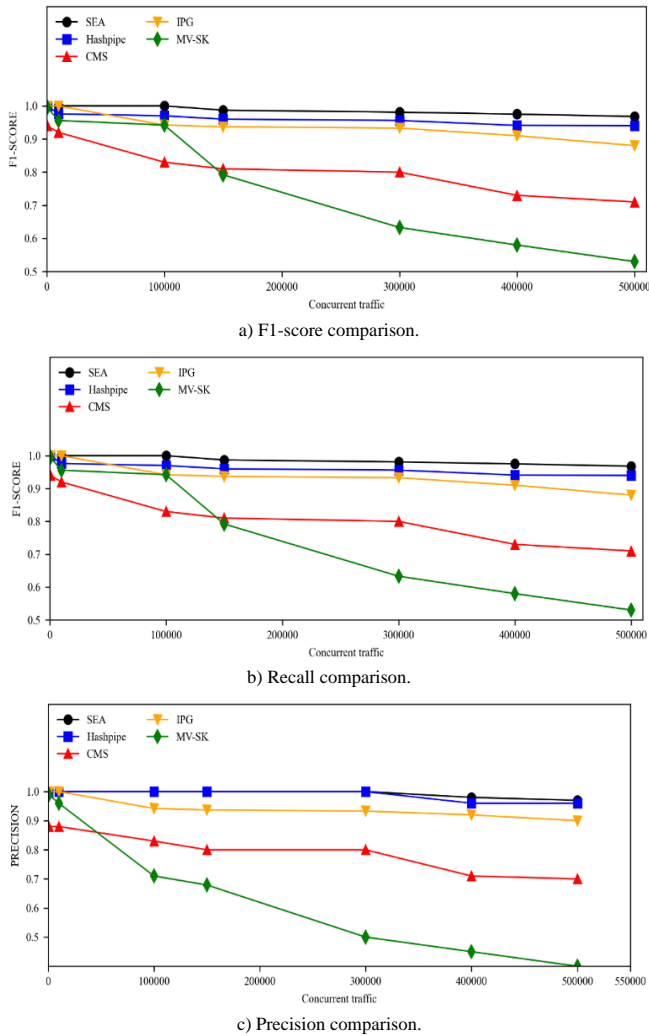 SEA IPG
Hashpipe MV-SK
CMS
1.0
0.9
0.8
0.7
0.6
0.5
F1-SCORE
0 100000 200000 300000 400000 500000
Concurrent traffic
a) F1-score comparison.
SEA IPG
Hashpipe MV-SK
CMS
1.0
0.9
0.8
0.7
0.6
0.5
F1-SCORE
0 100000 200000 300000 400000 500000
Concurrent traffic
b) Recall comparison.
SEA IPG
Hashpipe MV-SK
CMS
1.0
0.9
0.8
0.7
0.6
0.5
PRECISION
0 100000 200000 300000 400000 500000 550000
Concurrent traffic
c) Precision comparison.